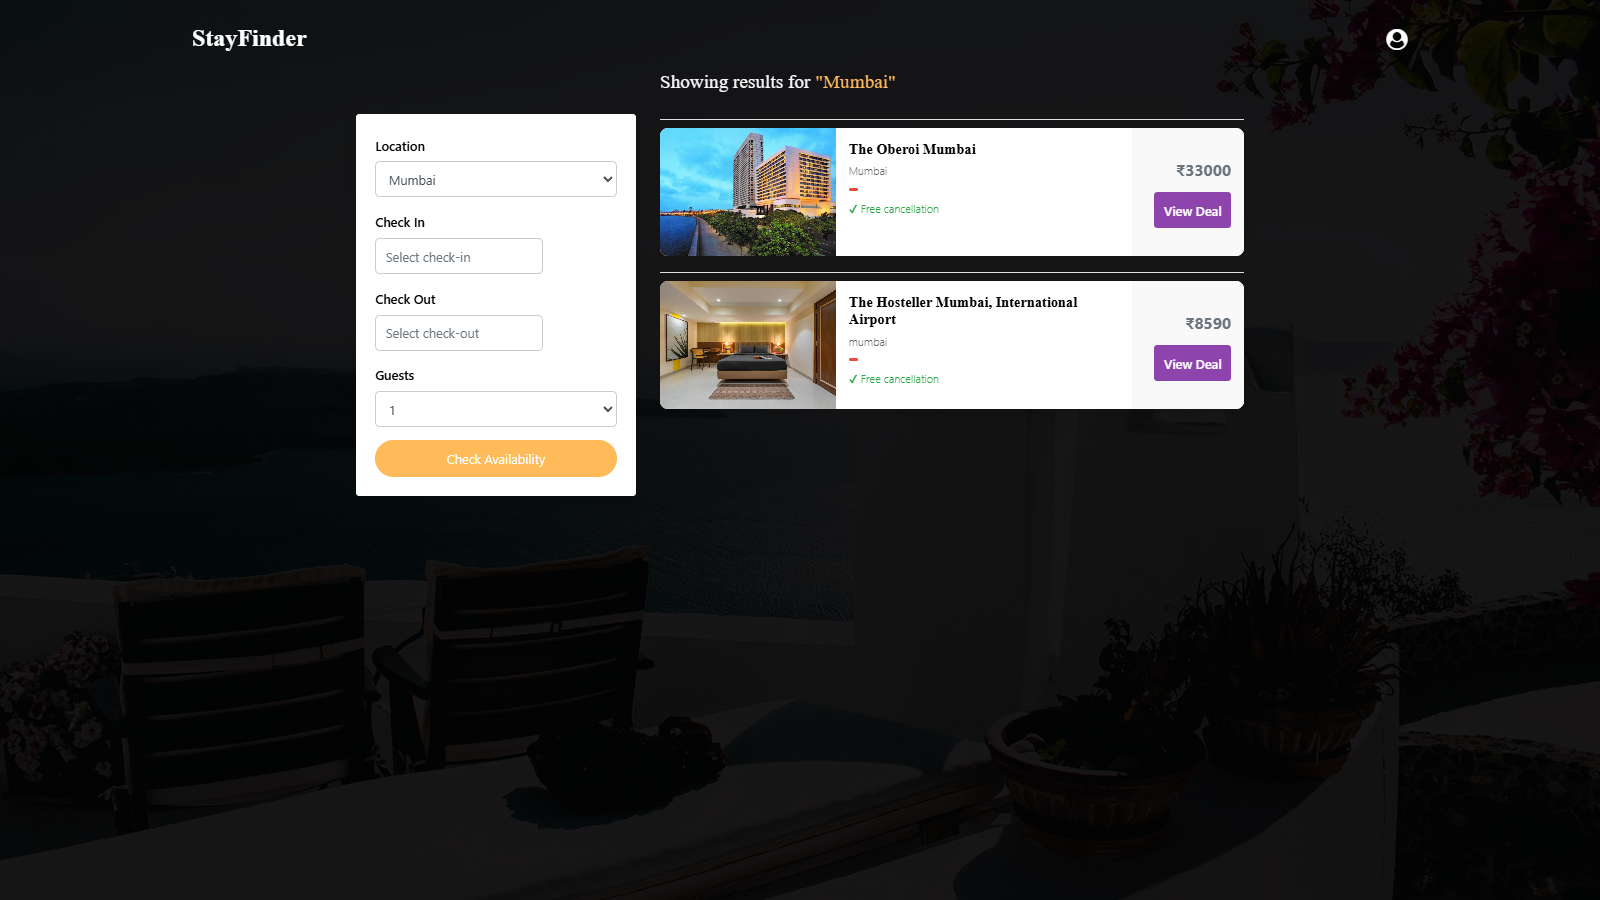 StayFinder
Showing results for "Mumbai"
Location
Mumbai
Check In
Select check-in
Check Out
Select check-out
Guests
1
Check Availability
The Oberoi Mumbai
Mumbai
✓ Free cancellation
₹33000
View Deal
The Hosteller Mumbai, International
Airport
mumbai
✓ Free cancellation
₹8590
View Deal